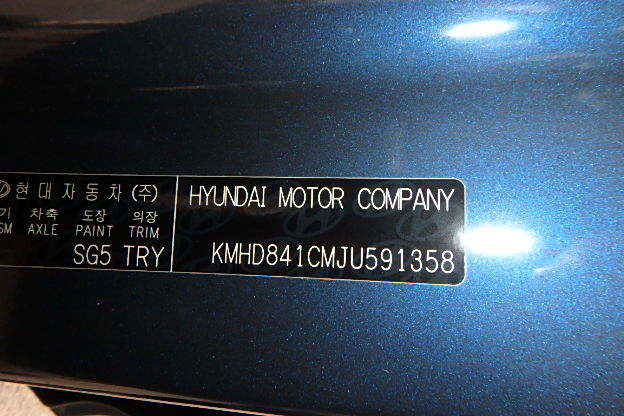 현대자동차(주)
차축 도장 의장
SM AXLE PAINT TRIM
SG5 TRY
HYUNDAI MOTOR COMPANY
KMHD841CMJU591358